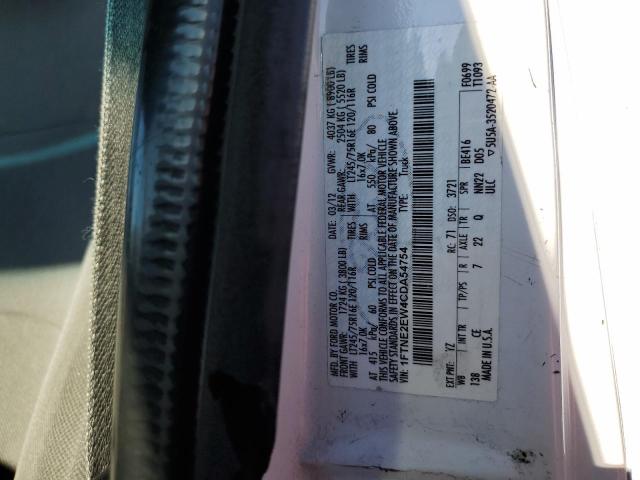 MFD. BY FORD MOTOR CO. DATE: 03/12 GVWR: 4037 KG ( 8900 LB)
FRONT GAWR: 1724 KG ( 3800 LB) REAR GAWR: 2504 KG ( 5520 LB)
WITH LT245/75R16E 120/116R TIRES WITH LT245/75R16E 120/116R TIRES
16x7.0K RIMS 16x7.0K RIMS
AT 415 kPa/ 60 PSI COLD AT 550 kPa/ 80 PSI COLD
THIS VEHICLE CONFORMS TO ALL APPLICABLE FEDERAL MOTOR VEHICLE
SAFETY STANDARDS IN EFFECT ON THE DATE OF MANUFACTURE SHOWN ABOVE.
VIN: 1FTNE2EW4CDA54754 TYPE: Truck
F0699
T1093
EXT PNT: YZ RC: 71 DSO: 3721
WB INT TR TP/PS R AXLE TR SPR BE416
138 CE 7 22 Q NN22 D05
MADE IN U.S.A. ULC 5U5A-3520472-AA